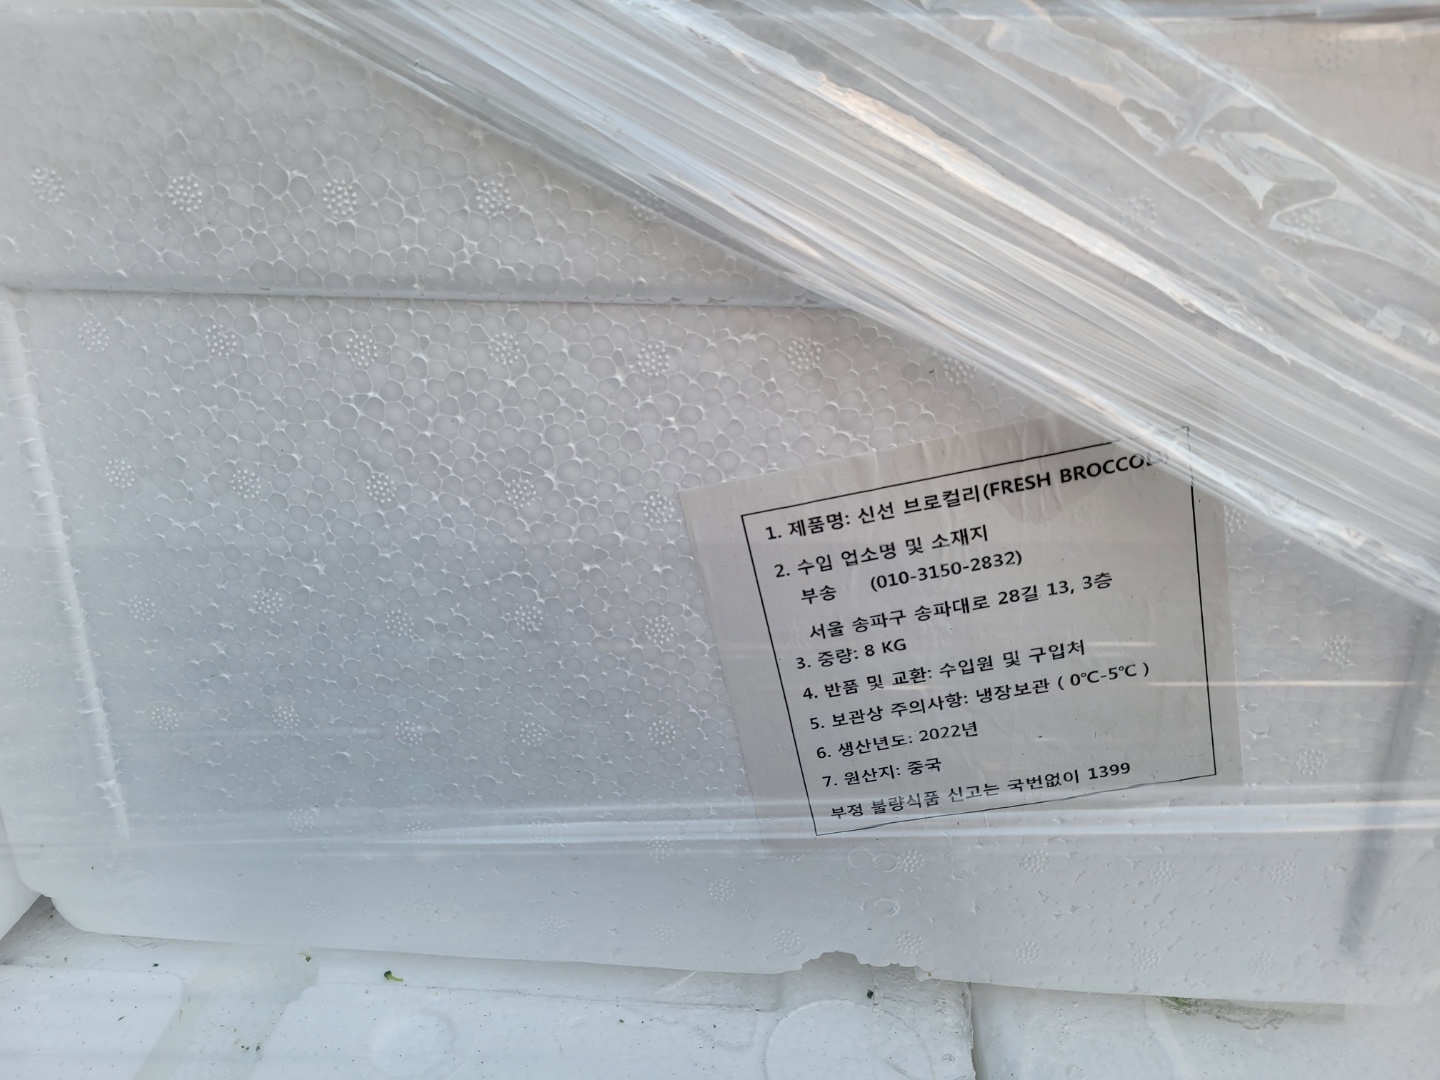 1. 제품명: 신선 브로컬리(FRESH BROCCOLI)
2. 수입 업소명 및 소재지
부송 (010-3150-2832)
서울 송파구 송파대로 28길 13, 3층
3. 중량: 8 KG
4. 반품 및 교환: 수입원 및 구입처
5. 보관상 주의사항: 냉장보관 ( 0℃-5℃ )
6. 생산년도: 2022년
7. 원산지: 중국
부정 불량식품 신고는 국번없이 1399